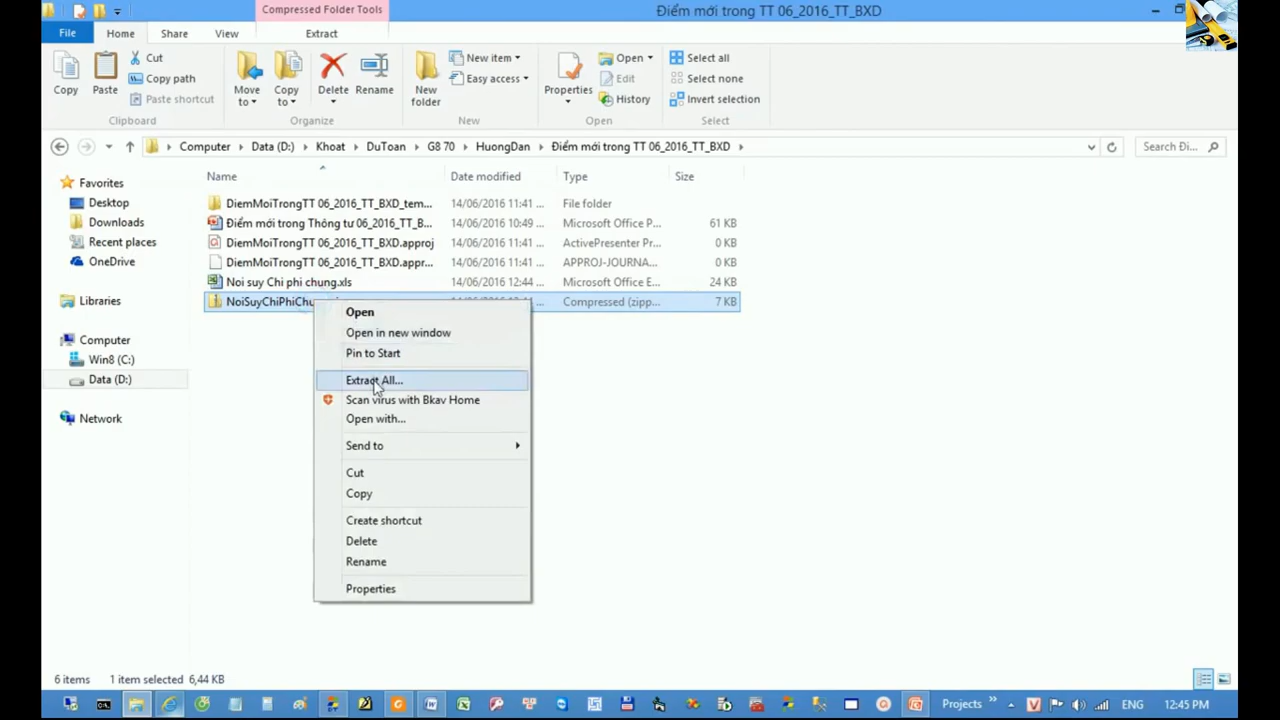 Compressed Folder Tools
Điểm mới trong TT 06_2016_TT_BXD
File
Home
Share
View
Extract
Copy
Paste
Cut
Copy path
Paste shortcut
Clipboard
Move to
Copy to
Delete
Rename
Organize
New folder
New item
Easy access
New
Properties
Open
Edit
History
Open
Select all
Select none
Invert selection
Select
Computer
Data (D:)
Khoat
DuToan
G8 70
HuongDan
Điểm mới trong TT 06_2016_TT_BXD
Search Đi...
Name
Date modified
Type
Size
Favorites
Desktop
Downloads
Recent places
OneDrive
Libraries
Computer
Win8 (C:)
Data (D:)
Network
DiemMoiTrongTT 06_2016_TT_BXD_tem... 14/06/2016 11:41 ... File folder
Điểm mới trong Thông tư 06_2016_TT_B... 14/06/2016 10:49 ... Microsoft Office P... 61 KB
DiemMoiTrongTT 06_2016_TT_BXD.approj 14/06/2016 11:41 ... ActivePresenter Pr... 0 KB
DiemMoiTrongTT 06_2016_TT_BXD.appr... 14/06/2016 11:41 ... APPROJ-JOURNA... 0 KB
Noi suy Chi phi chung.xls 14/06/2016 12:44 ... Microsoft Office E... 24 KB
NoiSuyChiPhiChu Compressed (zipp... 7 KB
Open
Open in new window
Pin to Start
Extract All...
Scan virus with Bkav Home
Open with...
Send to
Cut
Copy
Create shortcut
Delete
Rename
Properties
6 items 1 item selected 6,44 KB
Projects
ENG
12:45 PM